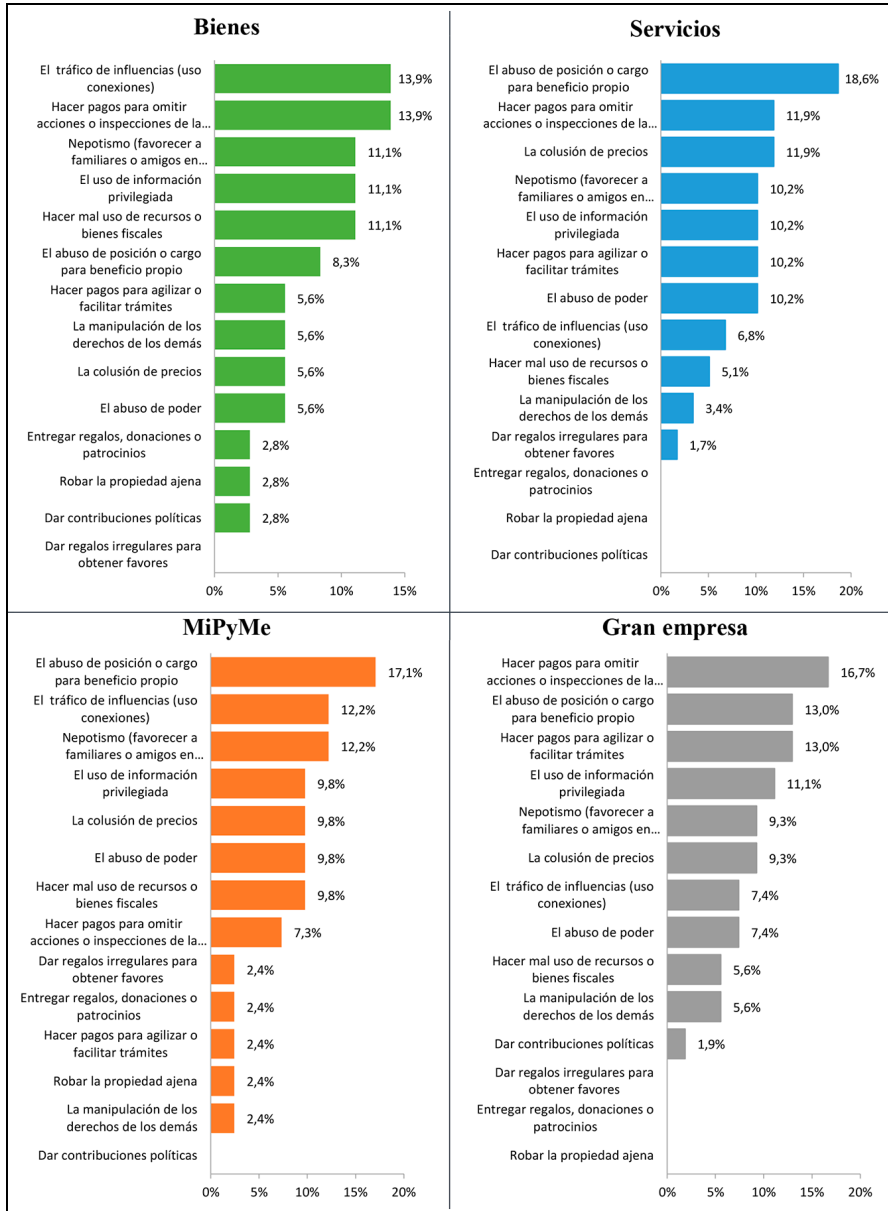 Bienes
El tráfico de influencias (uso
conexiones)
13,9%
Hacer pagos para omitir
acciones o inspecciones de la...
13,9%
Nepotismo (favorecer a
familiares o amigos en...
11,1%
El uso de información
privilegiada
11,1%
Hacer mal uso de recursos o
bienes fiscales
11,1%
El abuso de posición o cargo
para beneficio propio
8,3%
Hacer pagos para agilizar o
facilitar trámites
5,6%
La manipulación de los
derechos de los demás
5,6%
La colusión de precios
5,6%
El abuso de poder
5,6%
Entregar regalos, donaciones o
patrocinios
2,8%
Robar la propiedad ajena
2,8%
Dar contribuciones políticas
2,8%
Dar regalos irregulares para
obtener favores
0% 5% 10% 15%
Servicios
El abuso de posición o cargo
para beneficio propio
18,6%
Hacer pagos para omitir
acciones o inspecciones de la...
11,9%
La colusión de precios
11,9%
Nepotismo (favorecer a
familiares o amigos en...
10,2%
El uso de información
privilegiada
10,2%
Hacer pagos para agilizar o
facilitar trámites
10,2%
El abuso de poder
10,2%
El tráfico de influencias (uso
conexiones)
6,8%
Hacer mal uso de recursos o
bienes fiscales
5,1%
La manipulación de los
derechos de los demás
3,4%
Dar regalos irregulares para
obtener favores
1,7%
Entregar regalos, donaciones o
patrocinios
Robar la propiedad ajena
Dar contribuciones políticas
0% 5% 10% 15% 20%
MiPyMe
El abuso de posición o cargo
para beneficio propio
17,1%
El tráfico de influencias (uso
conexiones)
12,2%
Nepotismo (favorecer a
familiares o amigos en...
12,2%
El uso de información
privilegiada
9,8%
La colusión de precios
9,8%
El abuso de poder
9,8%
Hacer mal uso de recursos o
bienes fiscales
9,8%
Hacer pagos para omitir
acciones o inspecciones de la...
7,3%
Dar regalos irregulares para
obtener favores
2,4%
Entregar regalos, donaciones o
patrocinios
2,4%
Hacer pagos para agilizar o
facilitar trámites
2,4%
Robar la propiedad ajena
2,4%
La manipulación de los
derechos de los demás
2,4%
Dar contribuciones políticas
0% 5% 10% 15% 20%
Gran empresa
Hacer pagos para omitir
acciones o inspecciones de la...
16,7%
El abuso de posición o cargo
para beneficio propio
13,0%
Hacer pagos para agilizar o
facilitar trámites
13,0%
El uso de información
privilegiada
11,1%
Nepotismo (favorecer a
familiares o amigos en...
9,3%
La colusión de precios
9,3%
El tráfico de influencias (uso
conexiones)
7,4%
El abuso de poder
7,4%
Hacer mal uso de recursos o
bienes fiscales
5,6%
La manipulación de los
derechos de los demás
5,6%
Dar contribuciones políticas
1,9%
Dar regalos irregulares para
obtener favores
Entregar regalos, donaciones o
patrocinios
Robar la propiedad ajena
0% 5% 10% 15% 20%